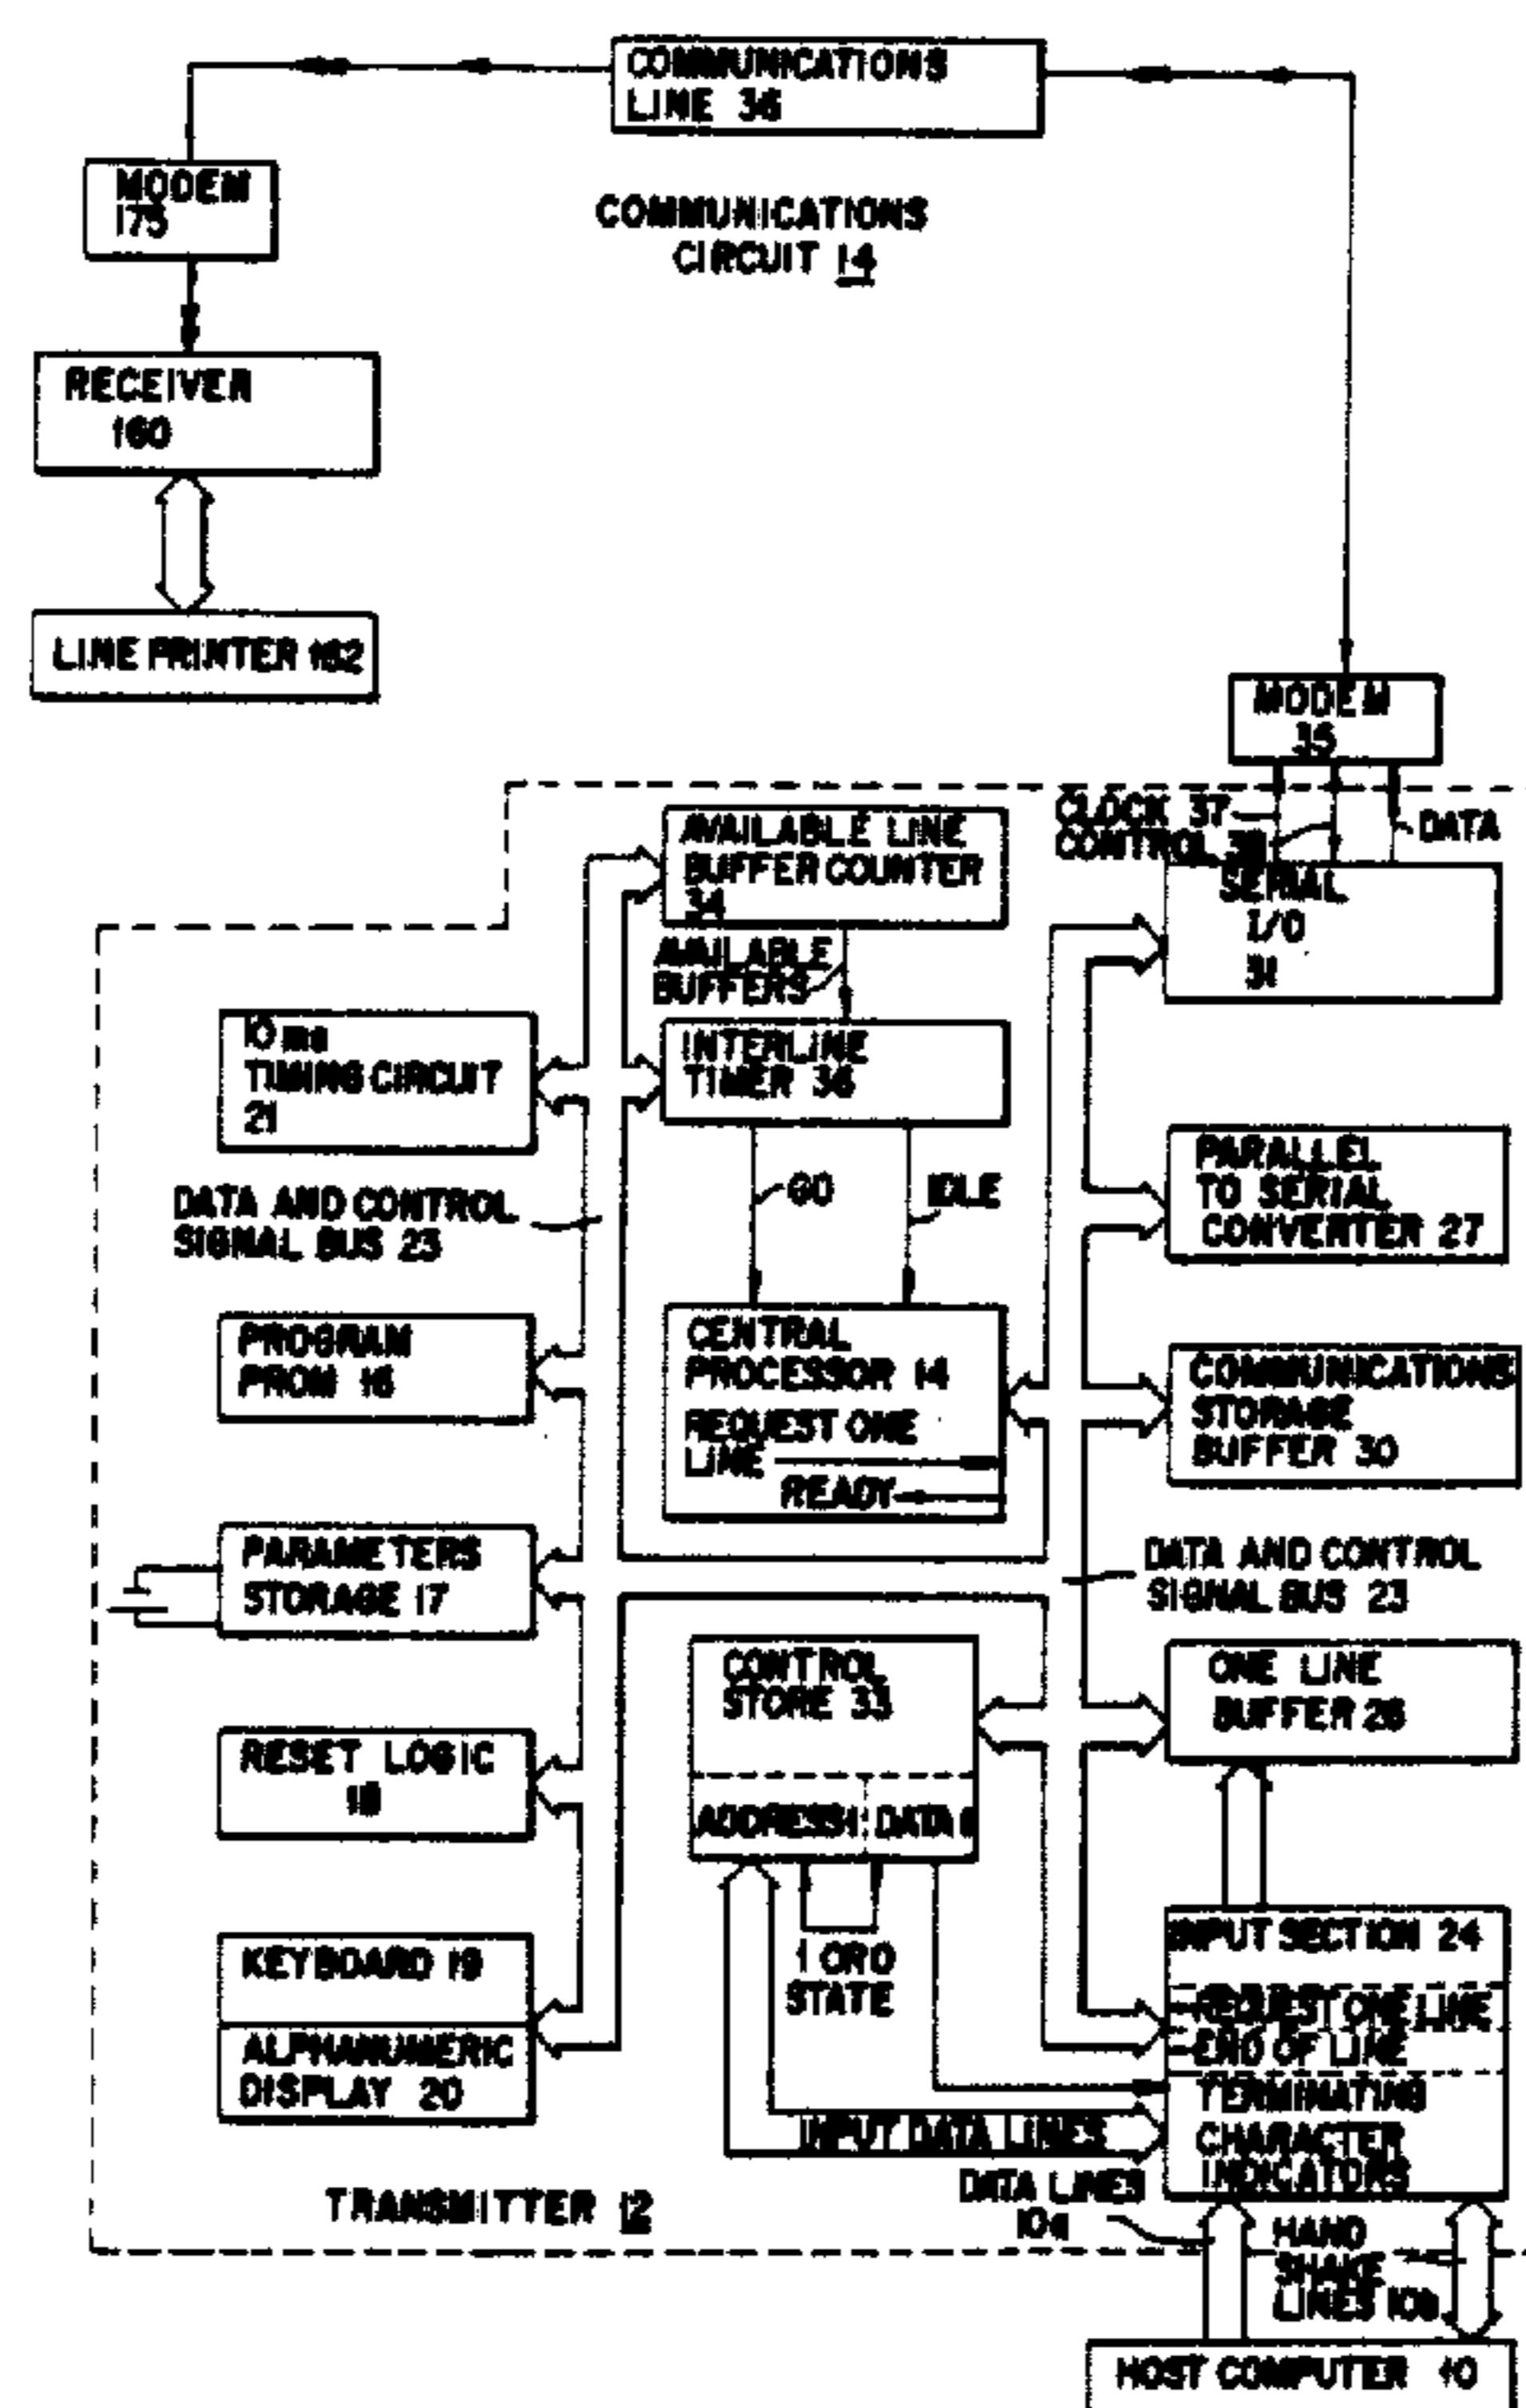 COMMUNICATIONS
LINE 36
MODEM
175
COMMUNICATIONS
CIRCUIT 14
RECEIVER
160
LINE PRINTER 162
MODEM
35
CLOCK 37
CONTROL
DATA
AVAILABLE LINE
BUFFER COUNTER
34
SERIAL
I/O
31
AVAILABLE
BUFFERS
10 ms
TIMING CIRCUIT
21
INTERLINE
TIMER 36
PARALLEL
TO SERIAL
CONVERTER 27
GO
IDLE
DATA AND CONTROL
SIGNAL BUS 23
PROGRAM
PROM 16
CENTRAL
PROCESSOR 14
REQUEST ONE
LINE
READY
COMMUNICATIONS
STORAGE
BUFFER 30
PARAMETERS
STORAGE 17
DATA AND CONTROL
SIGNAL BUS 23
CONTROL
STORE 33
ADDRESS DATA
ONE LINE
BUFFER
RESET LOGIC
18
1 OR 0
STATE
KEYBOARD 19
ALPHANUMERIC
DISPLAY 20
INPUT SECTION 24
REQUEST ONE LINE
END OF LINE
TERMINATING
CHARACTER
INDICATORS
INPUT DATA LINES
TRANSMITTER 12
DATA LINES
10a
HAND
SHAKE
LINES 10b
HOST COMPUTER 10